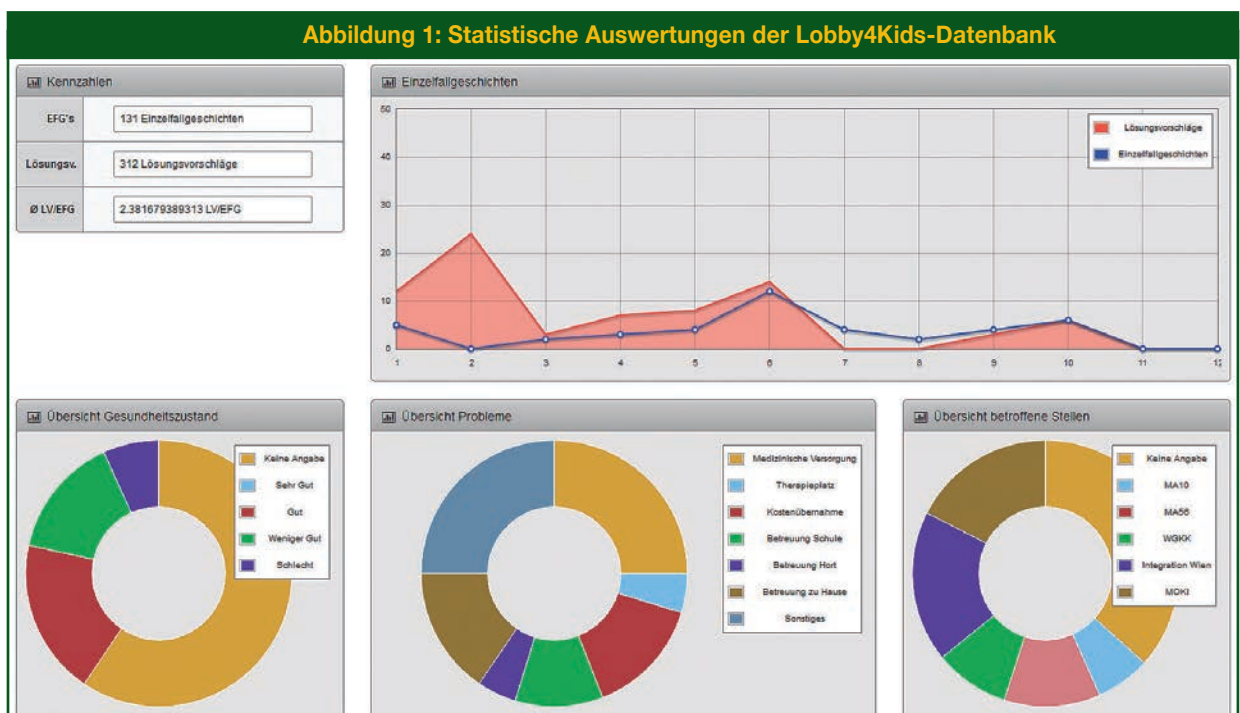 Abbildung 1: Statistische Auswertungen der Lobby4Kids-Datenbank
Kennzahlen
EFG's
131 Einzelfallgeschichten
Lösungsv.
312 Lösungsvorschläge
Ø LV/EFG
2.381679389313 LV/EFG
Einzelfallgeschichten
50
40
30
20
10
0
1 2 3 4 5 6 7 8 9 10 11 12
Lösungsvorschläge
Einzelfallgeschichten
Übersicht Gesundheitszustand
Keine Angabe
Sehr Gut
Gut
Weniger Gut
Schlecht
Übersicht Probleme
Medizinische Versorgung
Therapieplatz
Kostenübernahme
Betreuung Schule
Betreuung Hort
Betreuung zu Hause
Sonstiges
Übersicht betroffene Stellen
Keine Angabe
MA10
MA56
WGKK
Integration Wien
MOKI